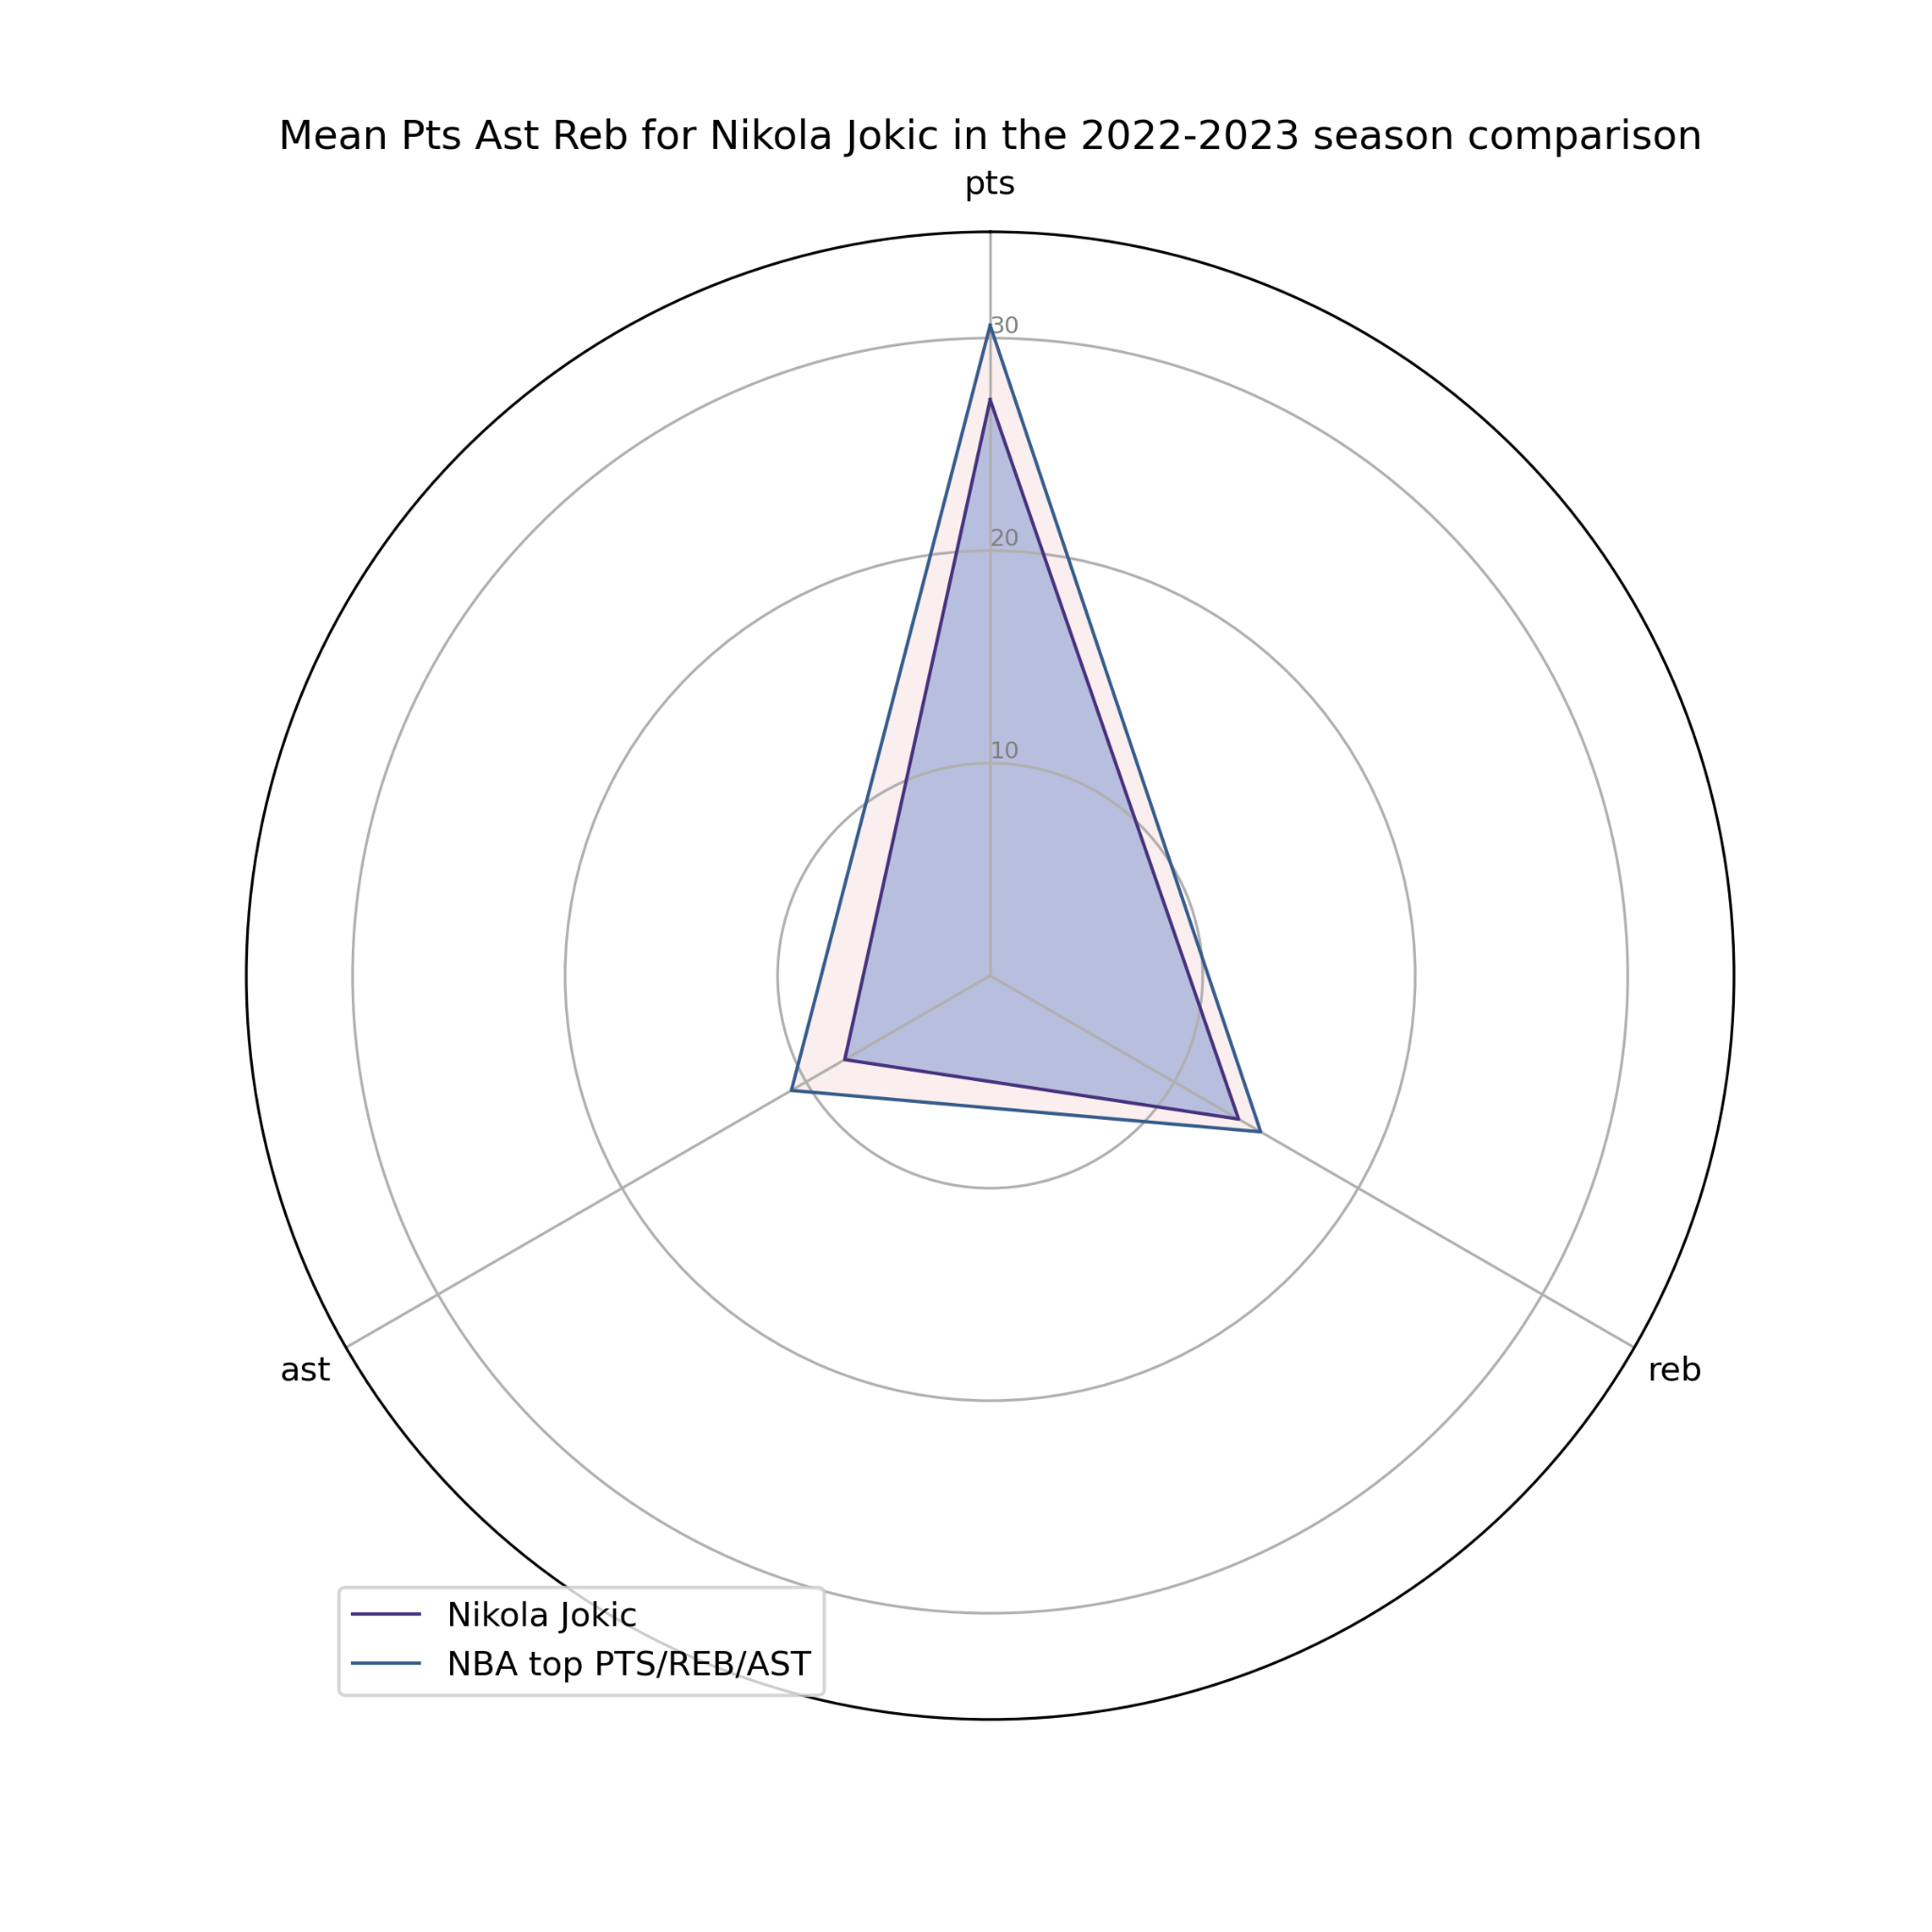 Mean Pts Ast Reb for Nikola Jokic in the 2022-2023 season comparison
pts
30
20
10
ast
reb
Nikola Jokic
NBA top PTS/REB/AST